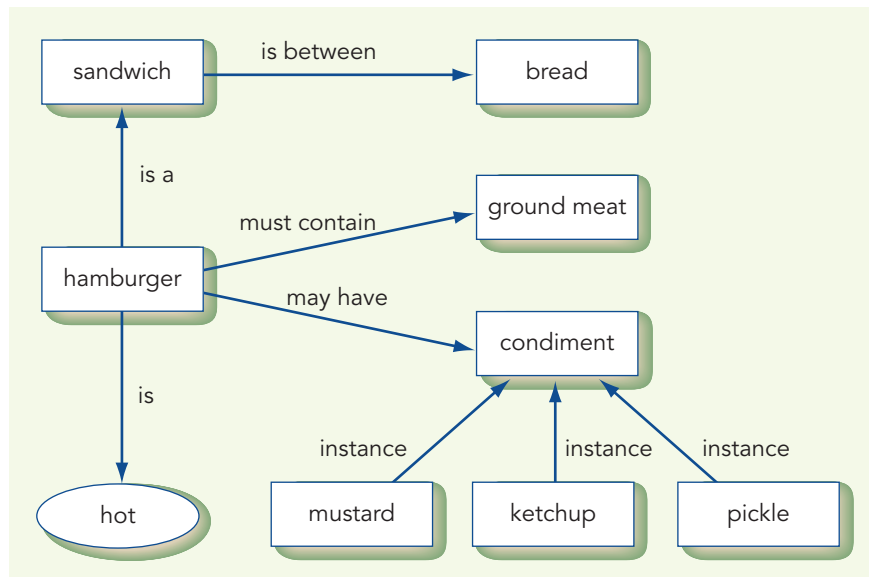 sandwich
is between
bread
is a
must contain
ground meat
hamburger
may have
condiment
is
instance
instance
instance
hot
mustard
ketchup
pickle